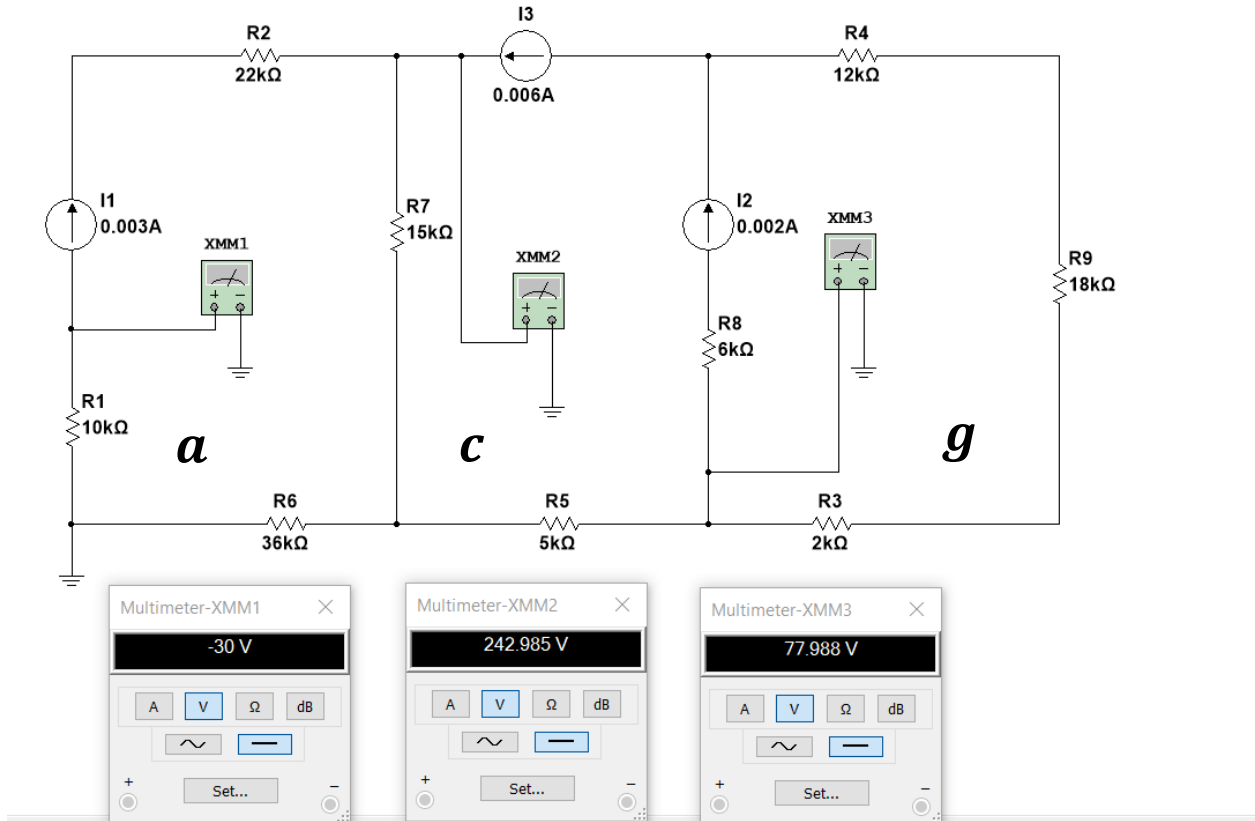 I3
R2
R4
22kΩ
12kΩ
0.006A
I1
0.003A
R7
15kΩ
I2
0.002A
XMM1
XMM2
XMM3
+ −
+ −
+ −
R9
18kΩ
R8
6kΩ
R1
10kΩ
a
c
g
R6
R5
R3
36kΩ
5kΩ
2kΩ
Multimeter-XMM1
-30 V
A V Ω dB
+ −
Set...
Multimeter-XMM2
242.985 V
A V Ω dB
+ −
Set...
Multimeter-XMM3
77.988 V
A V Ω dB
+ −
Set...